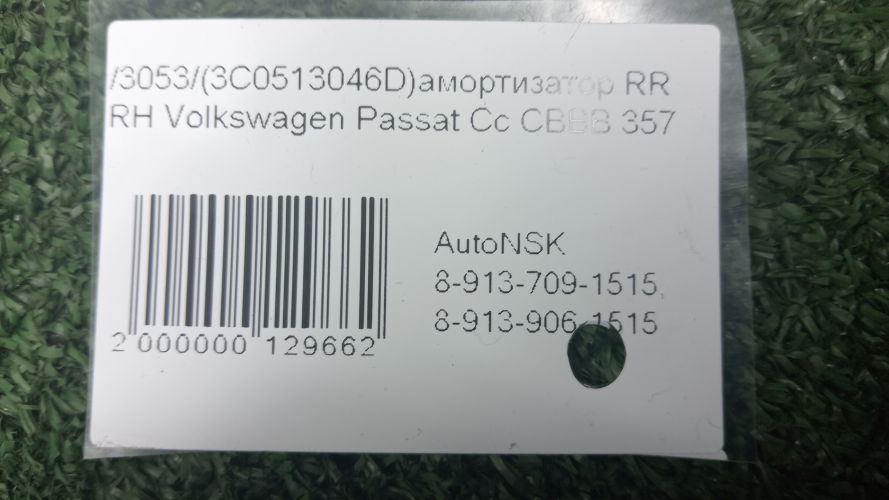 /3053/(3C0513046D)амортизатор RR
RH Volkswagen Passat Cc CBBB 357
AutoNSK
8-913-709-1515,
8-913-906-1515
2 000000 129662